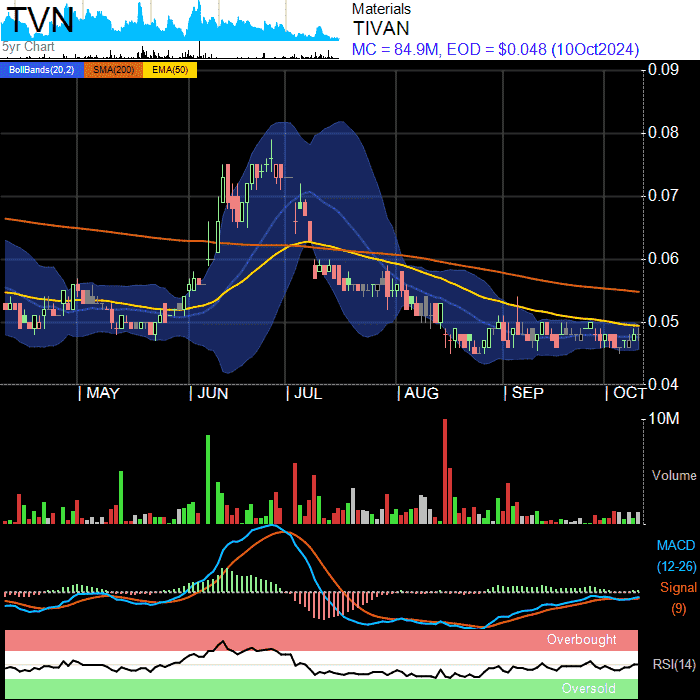 TVN
5yr Chart
Materials
TIVAN
MC = 84.9M, EOD = $0.048 (10Oct2024)
BollBands(20,2) SMA(200) EMA(50)
0.09
0.08
0.07
0.06
0.05
0.04
| MAY | JUN | JUL | AUG | SEP | OCT
10M
Volume
MACD
(12-26)
Signal
(9)
Overbought
RSI(14)
Oversold